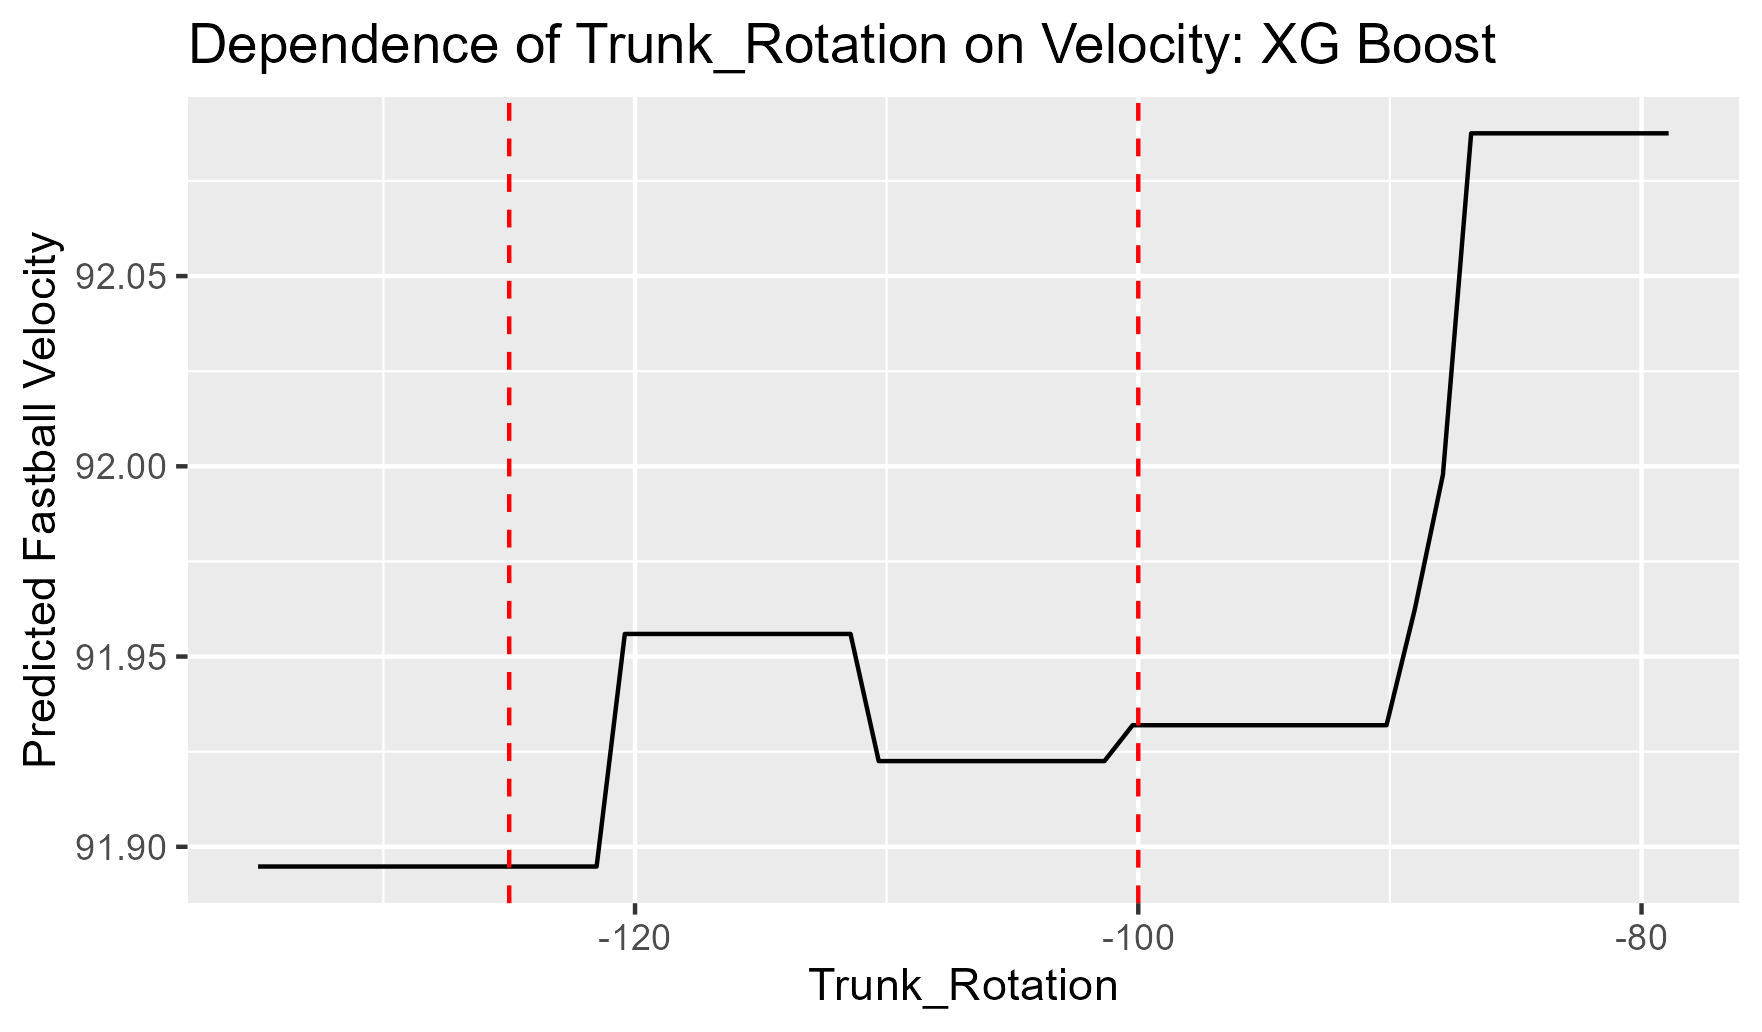 Dependence of Trunk_Rotation on Velocity: XG Boost
Predicted Fastball Velocity
92.05
92.00
91.95
91.90
-120
-100
-80
Trunk_Rotation